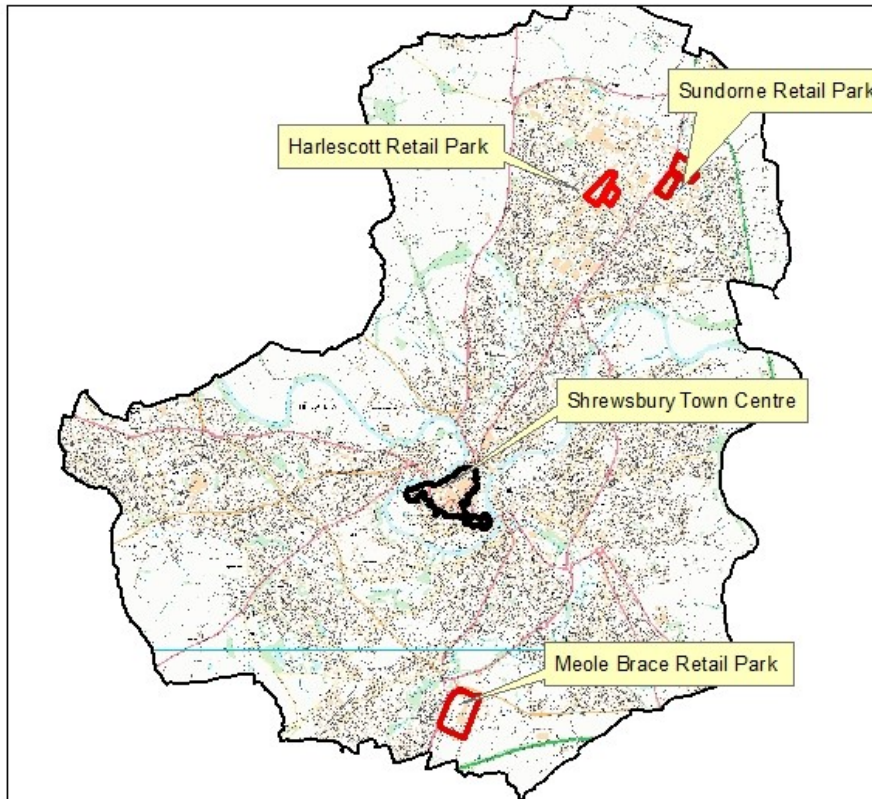 Sundorne Retail Park
Harlescott Retail Park
Shrewsbury Town Centre
Meole Brace Retail Park